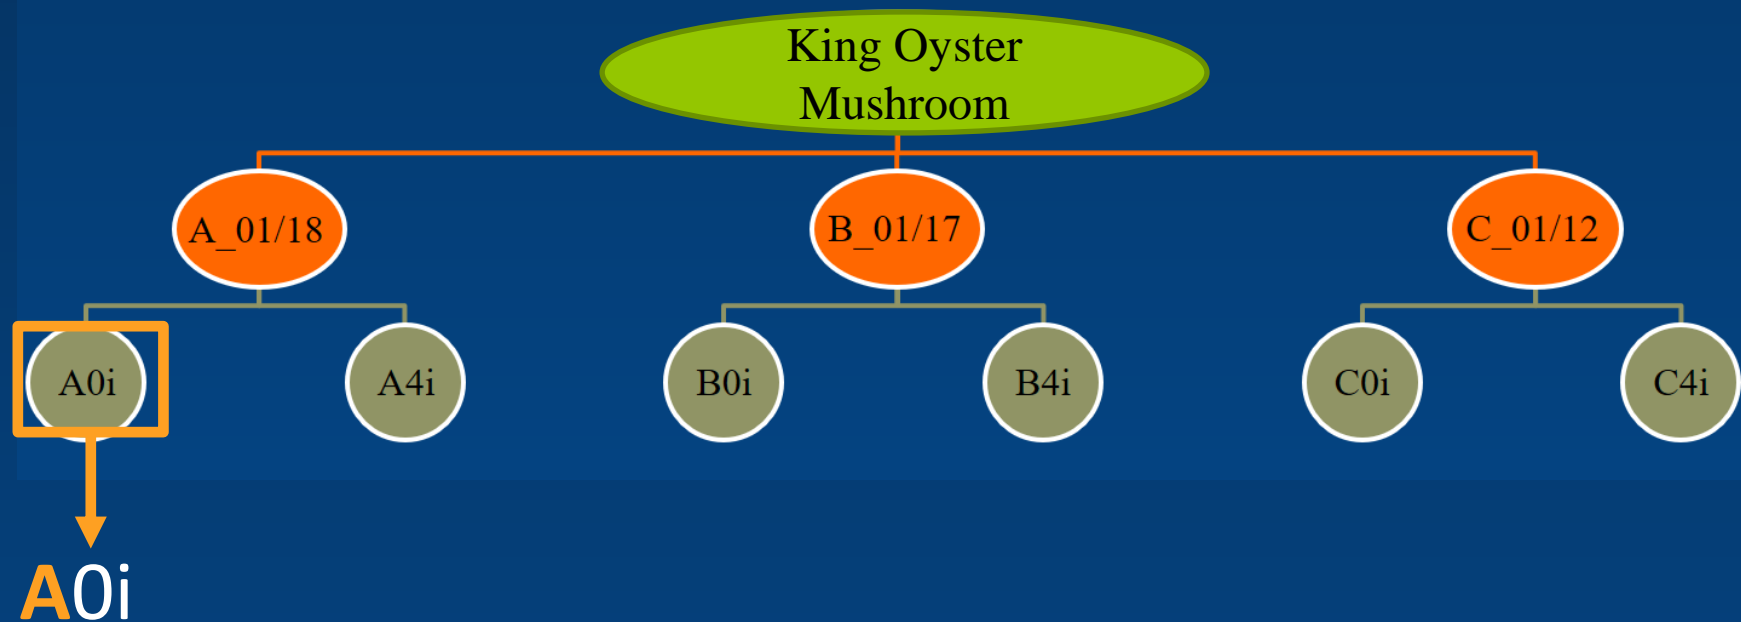 King Oyster
Mushroom
A_01/18
B_01/17
C_01/12
A0i
A4i
B0i
B4i
C0i
C4i
A0i